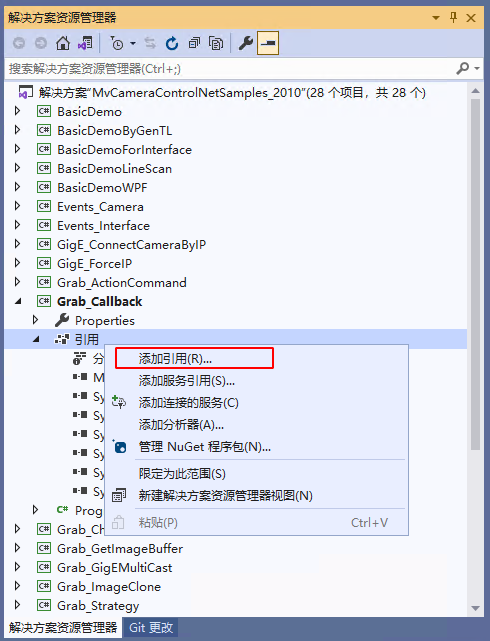 解决方案资源管理器
搜索解决方案资源管理器(Ctrl+;)
解决方案"MvCameraControlNetSamples_2010"(28 个项目，共 28 个)
C# BasicDemo
C# BasicDemoByGenTL
C# BasicDemoForInterface
C# BasicDemoLineScan
C# BasicDemoWPF
C# Events_Camera
C# Events_Interface
C# GigE_ConnectCameraByIP
C# GigE_ForceIP
C# Grab_ActionCommand
C# Grab_Callback
Properties
引用
分
M
Sy
Sy
Sy
Sy
Sy
Sy
C# Prog
添加引用(R)...
添加服务引用(S)...
添加连接的服务(C)
添加分析器(A)...
管理 NuGet 程序包(N)...
限定为此范围(S)
新建解决方案资源管理器视图(N)
粘贴(P) Ctrl+V
C# Grab_Ch
C# Grab_GetImageBuffer
C# Grab_GigEMultiCast
C# Grab_ImageClone
C# Grab_Strategy
解决方案资源管理器 Git 更改